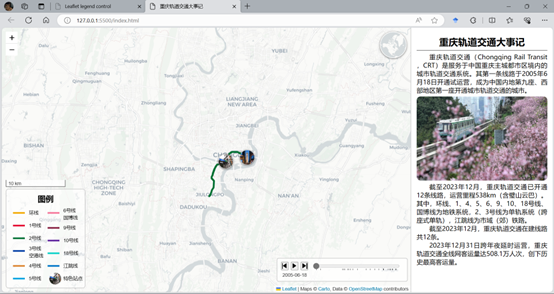 Leaflet legend control
重庆轨道交通大事记
127.0.0.1:5500/index.html
+
−
YUBEI
LIANGJIANG
NEW AREA
JIANGBEI
BISHAN
SHAPINGBA
CHONGQING
HIGH-TECH
ZONE
DADUKOU
NAN'AN
BANAN
10 km
图例
环线
6号线
国博线
1号线
9号线
2号线
10号线
3号线
空港线
18号线
4号线
江跳线
5号线
特色站点
2005-06-18
Leaflet | Maps © Carto, Data © OpenStreetMap contributors
重庆轨道交通大事记
重庆轨道交通（Chongqing Rail Transit
，CRT）是服务于中国重庆主城都市区境内的
城市轨道交通系统。其第一条线路于2005年6
月18日开通试运营，成为中国内地第九座、西
部地区第一座开通城市轨道交通的城市。
截至2023年12月，重庆轨道交通已开通
12条线路，运营里程538km（含璧山云巴）。
其中，环线、1、4、5、6、9、10、18号线、
国博线为地铁系统，2、3号线为单轨系统（跨
座式单轨），江跳线为市域（郊）铁路。
截至2023年12月，重庆轨道交通在建线路
共12条。
2023年12月31日跨年夜延时运营，重庆
轨道交通全线网客运量达508.1万人次，创下历
史最高客运量。